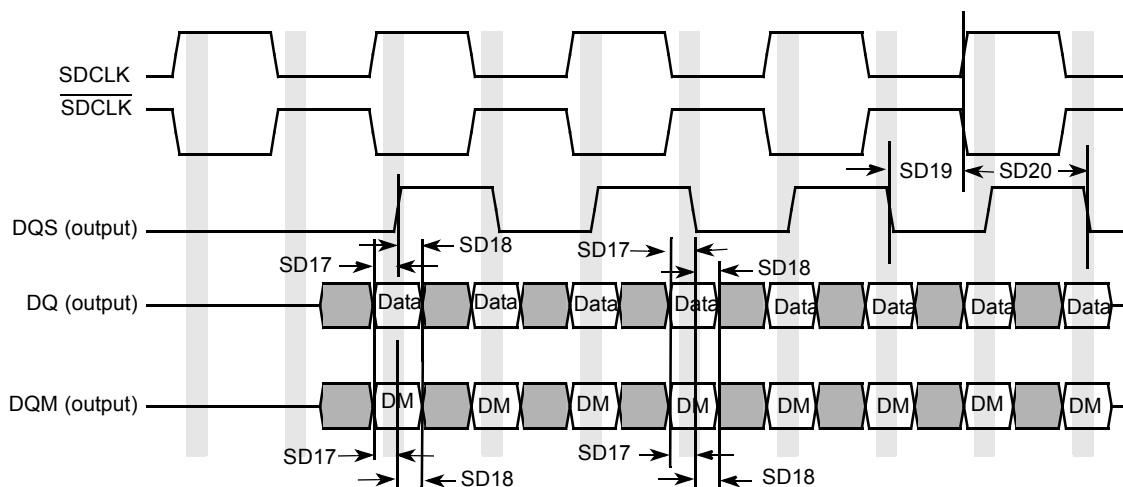 SDCLK
SDCLK
SD19 SD20
DQS (output)
SD18 SD17
SD17 SD18
DQ (output) Data Data Data Data Data Data Data Data
DQM (output) DM DM DM DM DM DM DM DM
SD17 SD17
SD18 SD18